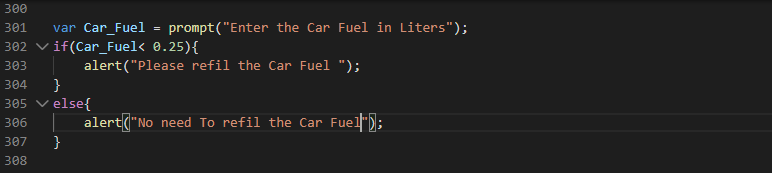 300
301 var Car_Fuel = prompt("Enter the Car Fuel in Liters");
302 if(Car_Fuel< 0.25){
303 alert("Please refil the Car Fuel ");
304 }
305 else{
306 alert("No need To refil the Car Fuel");
307 }
308